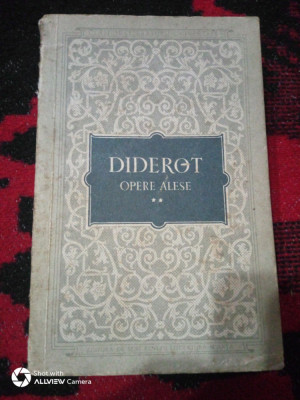 DIDEROT
OPERE ALESE
**
Shot with
ALLVIEW Camera